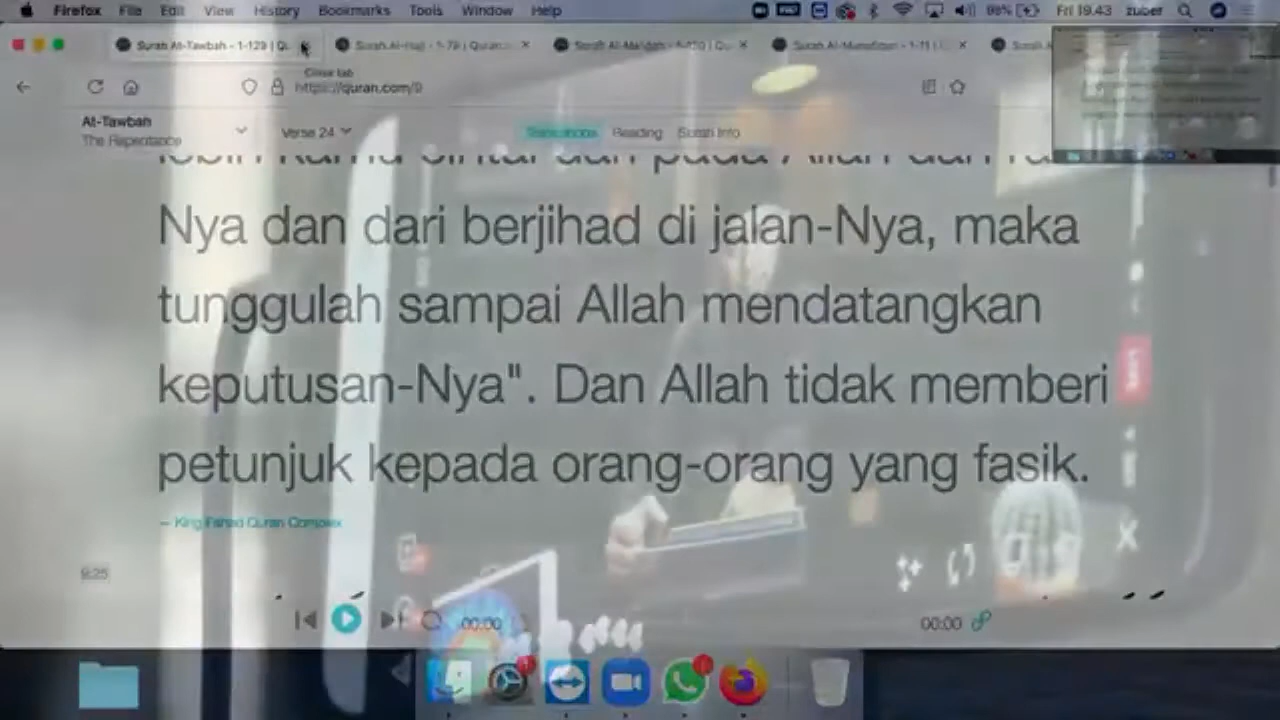 Firefox File Edit View History Bookmarks Tools Window Help 98% Fri 19.43 zuber
Surah At-Tawbah - 1-129 | Qu
Close tab
https://quran.com/9
At-Tawbah
The Repentance
Verse 24
Translations Reading Surah Info
Nya dan dari berjihad di jalan-Nya, maka
tunggulah sampai Allah mendatangkan
keputusan-Nya". Dan Allah tidak memberi
petunjuk kepada orang-orang yang fasik.
— King Fahad Quran Complex
9:25
00:00
00:00